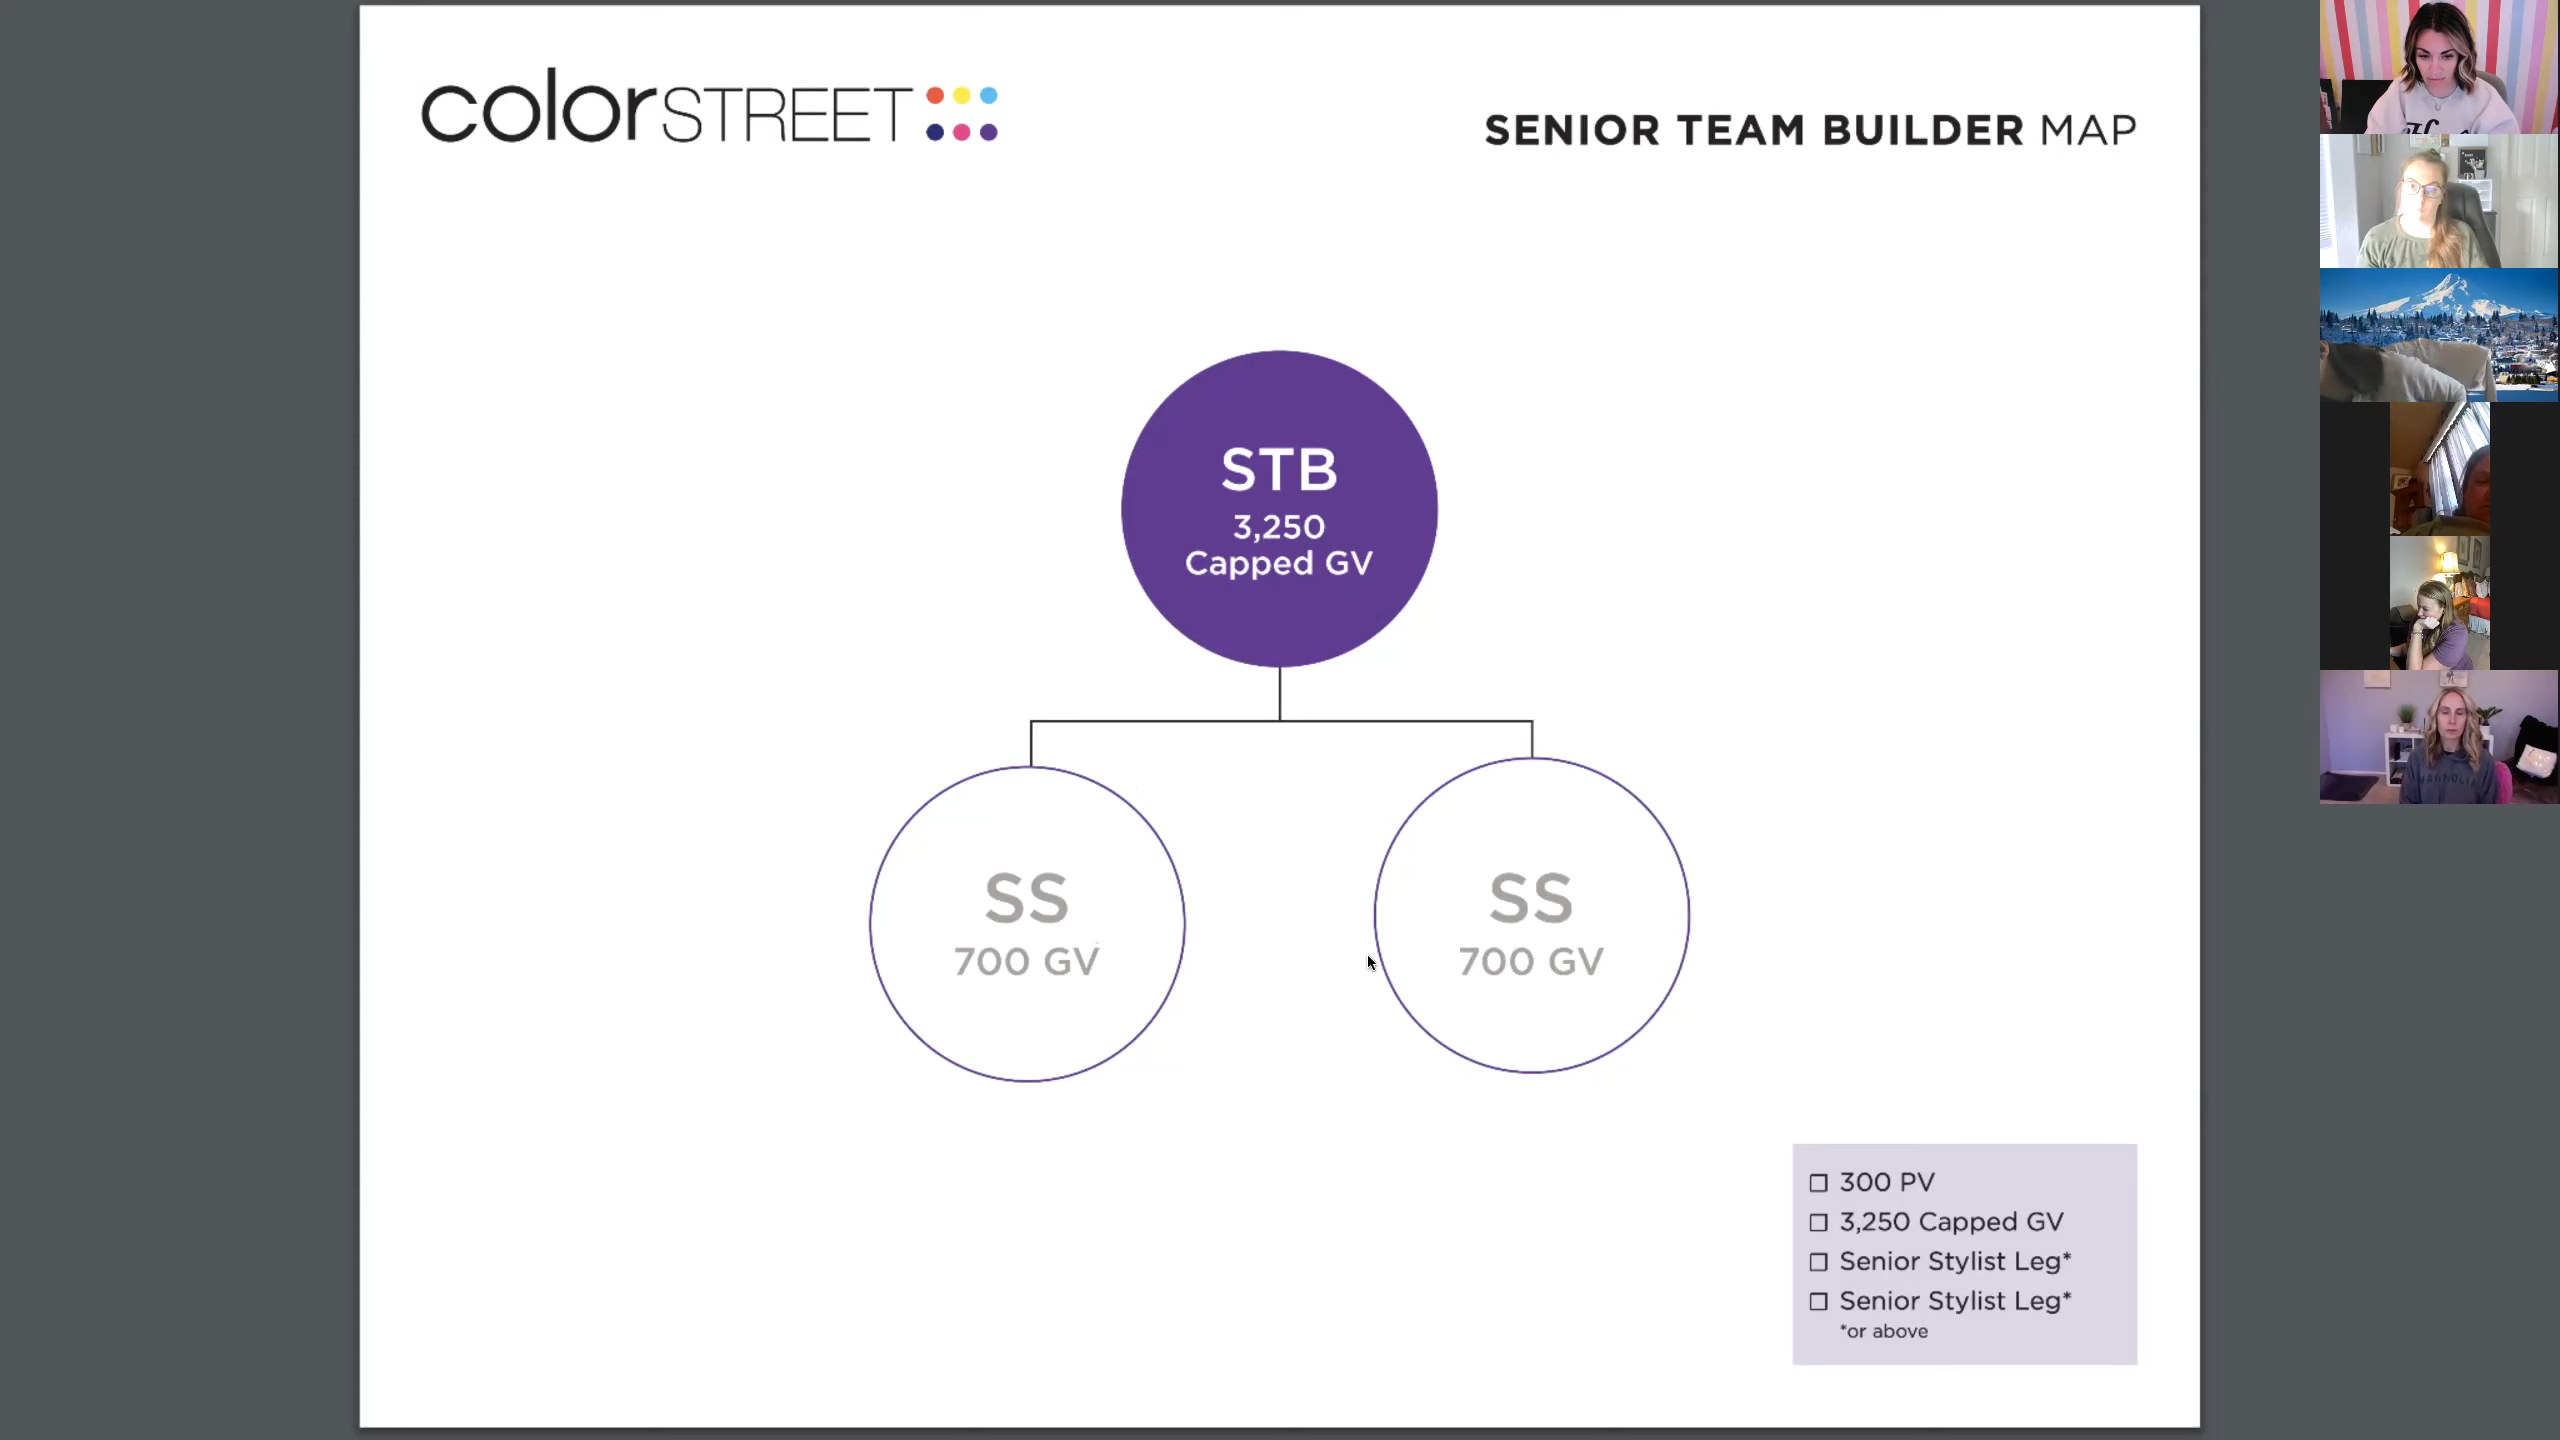 colorSTREET
SENIOR TEAM BUILDER MAP
STB
3,250
Capped GV
SS
700 GV
SS
700 GV
☐ 300 PV
☐ 3,250 Capped GV
☐ Senior Stylist Leg*
☐ Senior Stylist Leg*
*or above
MAGNOLIA